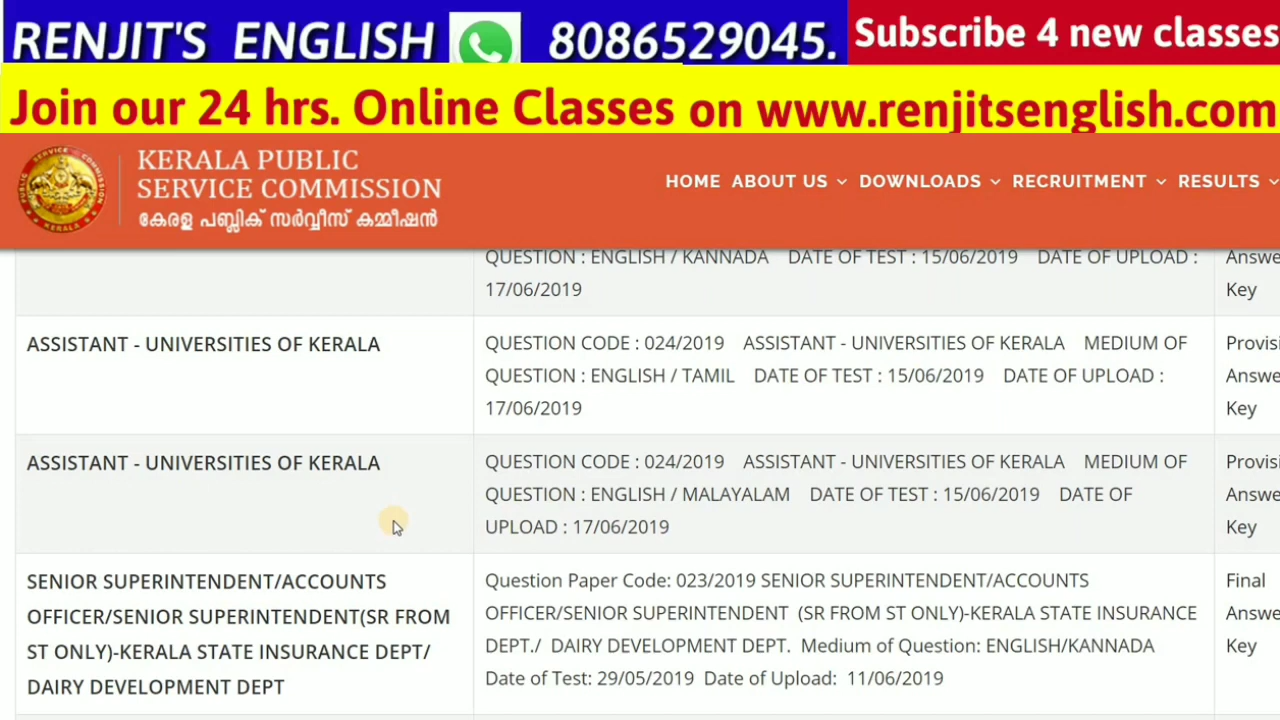 RENJIT'S ENGLISH 8086529045. Subscribe 4 new classes
Join our 24 hrs. Online Classes on www.renjitsenglish.com
KERALA PUBLIC
SERVICE COMMISSION
കേരള പബ്ലിക് സർവ്വീസ് കമ്മീഷൻ
HOME ABOUT US DOWNLOADS RECRUITMENT RESULTS
QUESTION : ENGLISH / KANNADA DATE OF TEST : 15/06/2019 DATE OF UPLOAD :
17/06/2019
Answe
Key
ASSISTANT - UNIVERSITIES OF KERALA
QUESTION CODE : 024/2019 ASSISTANT - UNIVERSITIES OF KERALA MEDIUM OF
QUESTION : ENGLISH / TAMIL DATE OF TEST : 15/06/2019 DATE OF UPLOAD :
17/06/2019
Provisi
Answe
Key
ASSISTANT - UNIVERSITIES OF KERALA
QUESTION CODE : 024/2019 ASSISTANT - UNIVERSITIES OF KERALA MEDIUM OF
QUESTION : ENGLISH / MALAYALAM DATE OF TEST : 15/06/2019 DATE OF
UPLOAD : 17/06/2019
Provisi
Answe
Key
SENIOR SUPERINTENDENT/ACCOUNTS
OFFICER/SENIOR SUPERINTENDENT(SR FROM
ST ONLY)-KERALA STATE INSURANCE DEPT/
DAIRY DEVELOPMENT DEPT
Question Paper Code: 023/2019 SENIOR SUPERINTENDENT/ACCOUNTS
OFFICER/SENIOR SUPERINTENDENT (SR FROM ST ONLY)-KERALA STATE INSURANCE
DEPT./ DAIRY DEVELOPMENT DEPT. Medium of Question: ENGLISH/KANNADA
Date of Test: 29/05/2019 Date of Upload: 11/06/2019
Final
Answe
Key